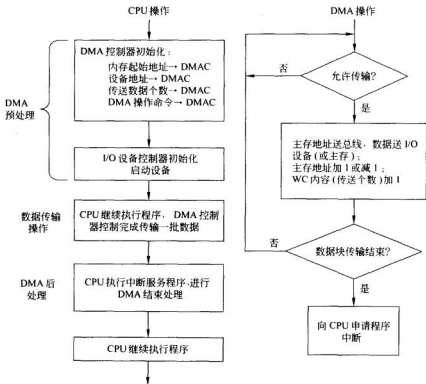 CPU 操作
DMA 控制器初始化：
内存起始地址→ DMAC
设备地址→ DMAC
传送数据个数→ DMAC
DMA 操作命令→ DMAC
DMA
预处理
I/O 设备控制器初始化
启动设备
数据传输
操作
CPU 继续执行程序，DMA 控制
器控制完成传输一批数据
DMA 后
处理
CPU 执行中断服务程序,进行
DMA 结束处理
CPU 继续执行程序
DMA 操作
否
允许传输?
是
主存地址送总线，数据送 I/O
设备 (或主存)；
主存地址加 1 或减 1；
WC 内容 (传送个数) 加 1
否
数据块传输结束?
是
向 CPU 申请程序
中断